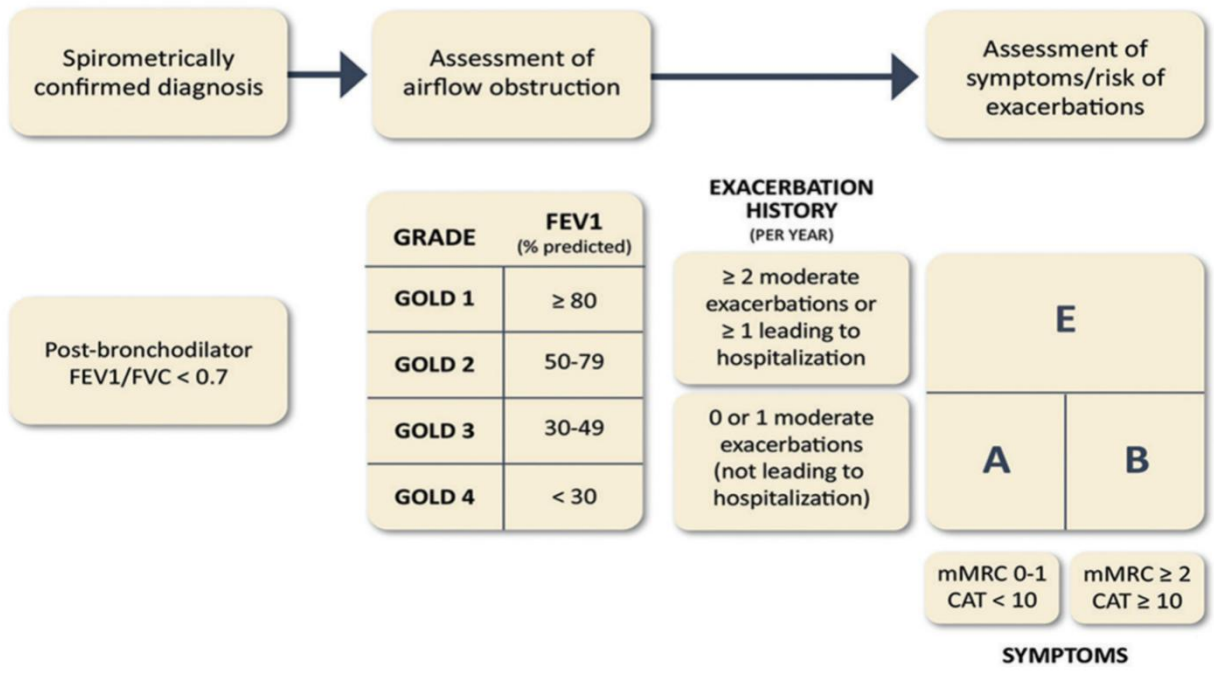 Spirometrically
confirmed diagnosis
Assessment of
airflow obstruction
Assessment of
symptoms/risk of
exacerbations
Post-bronchodilator
FEV1/FVC < 0.7
GRADE
FEV1
(% predicted)
GOLD 1
≥ 80
GOLD 2
50-79
GOLD 3
30-49
GOLD 4
< 30
EXACERBATION
HISTORY
(PER YEAR)
≥ 2 moderate
exacerbations or
≥ 1 leading to
hospitalization
0 or 1 moderate
exacerbations
(not leading to
hospitalization)
E
A
B
mMRC 0-1
CAT < 10
mMRC ≥ 2
CAT ≥ 10
SYMPTOMS